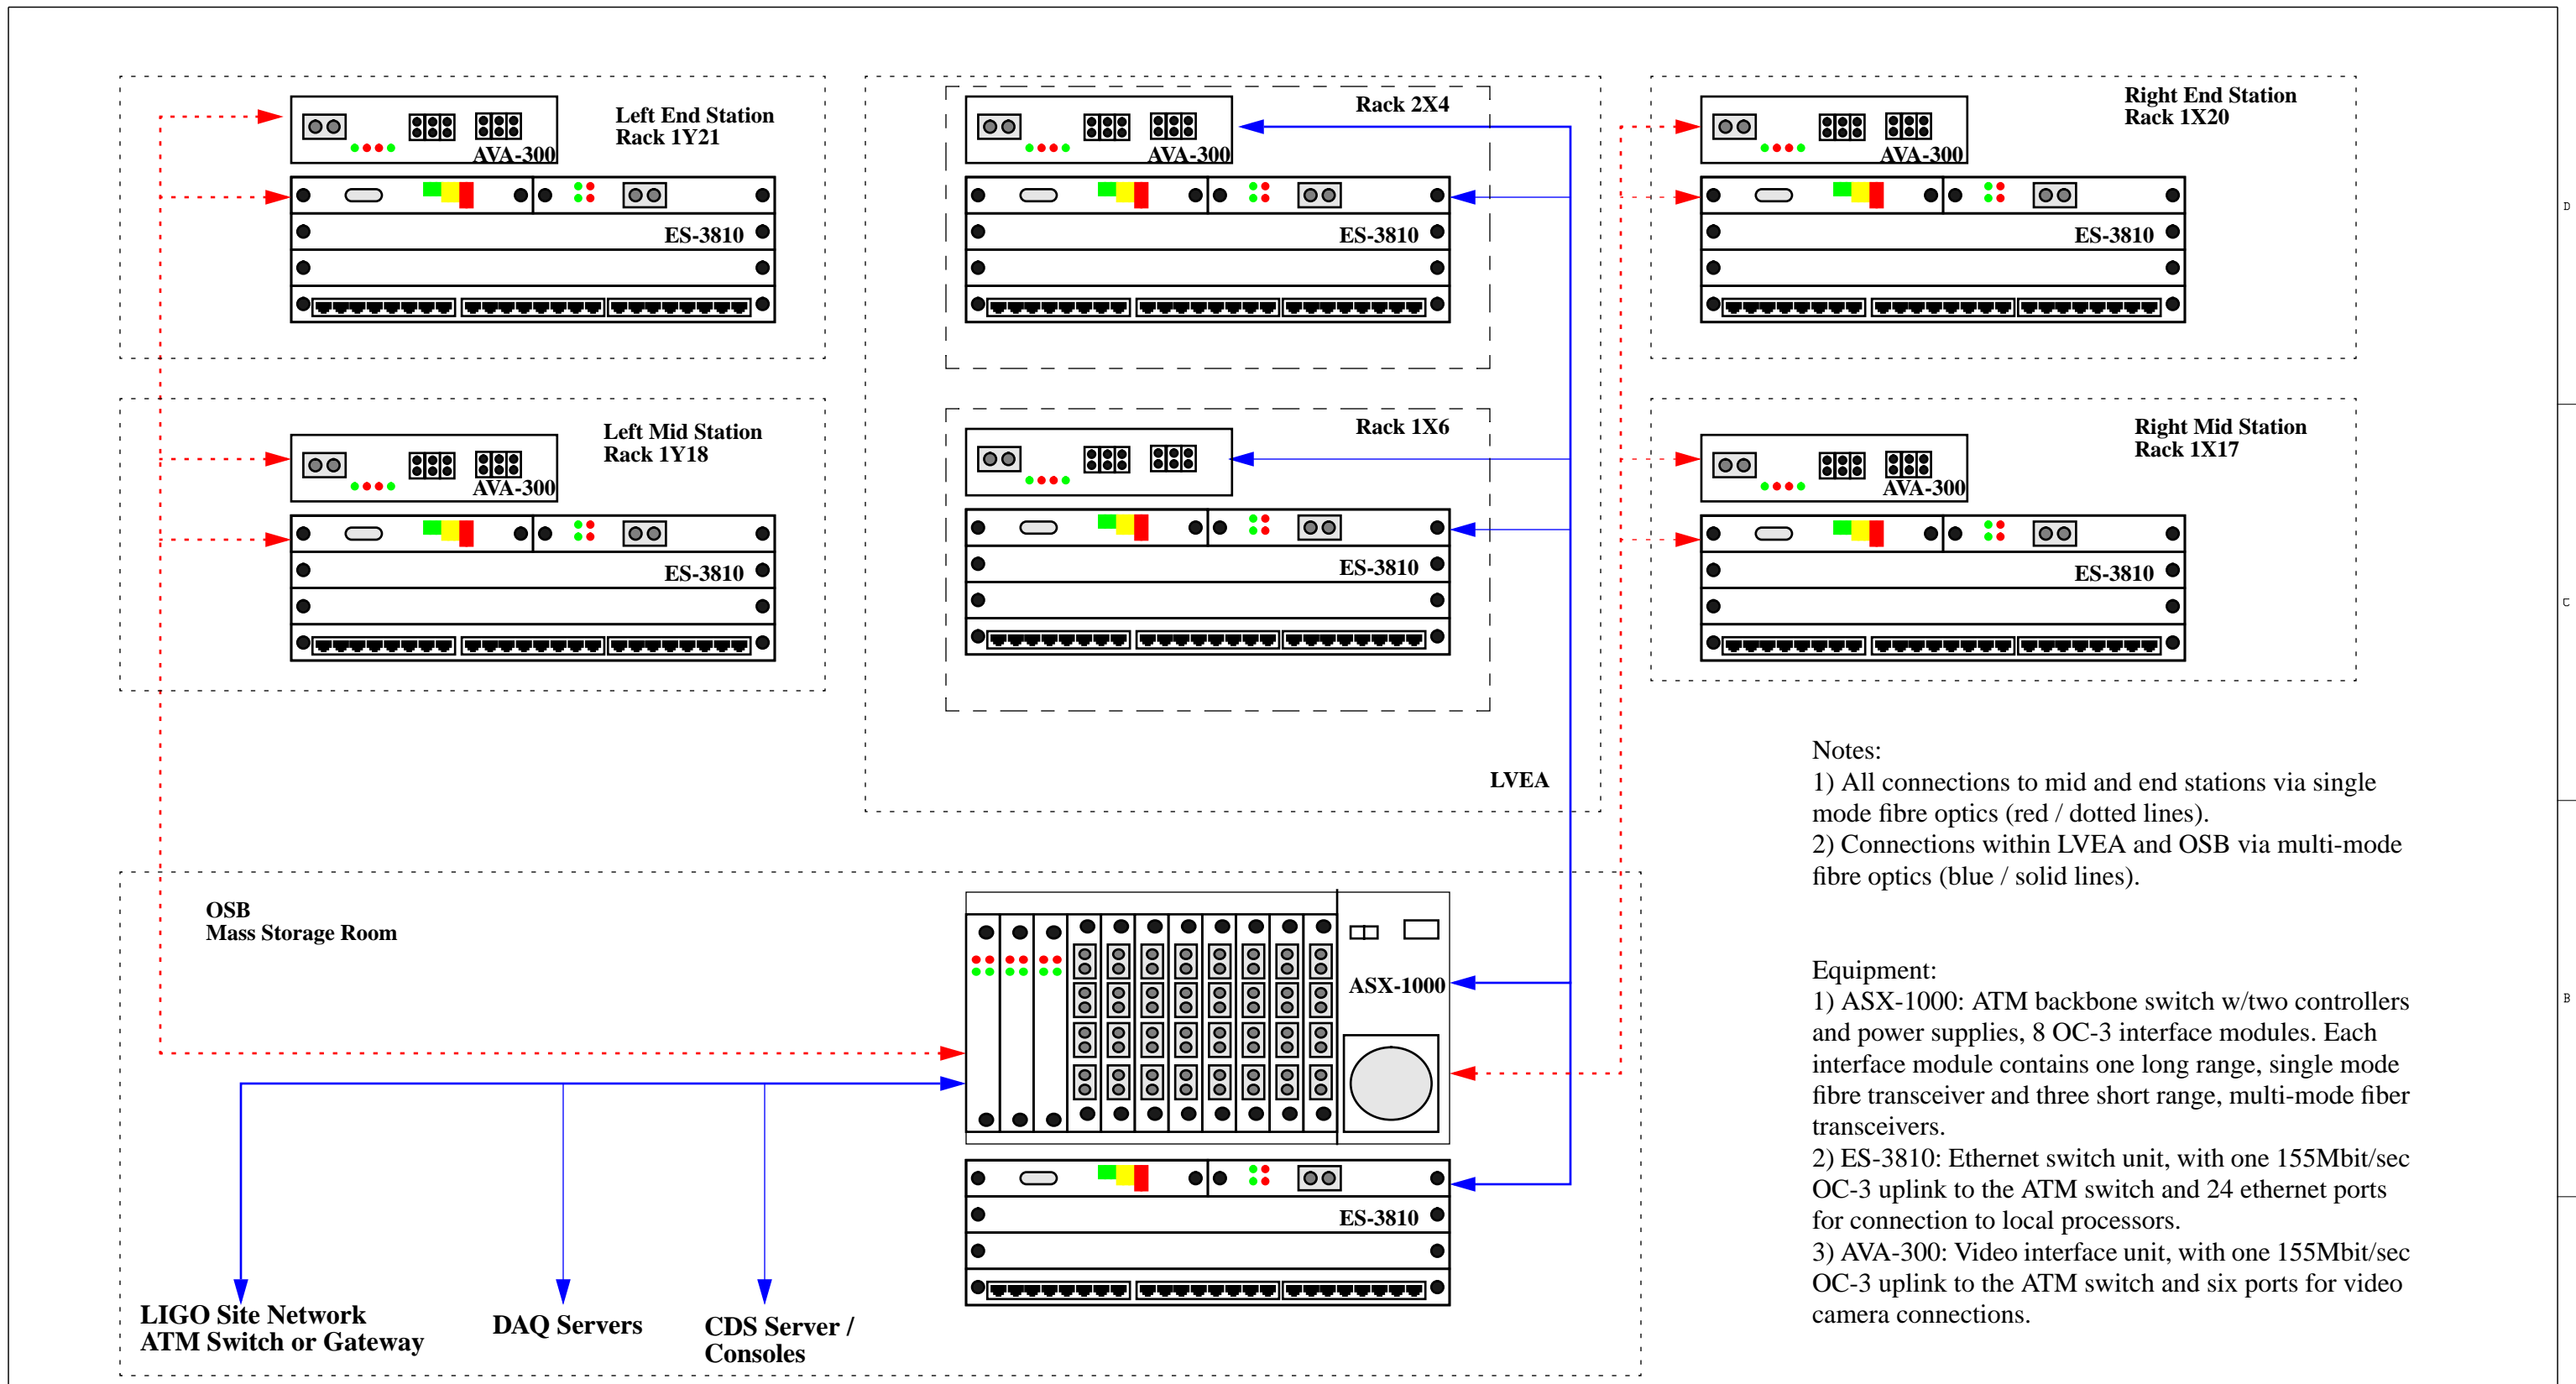 Left End Station
Rack 1Y21
AVA-300
ES-3810
Rack 2X4
AVA-300
ES-3810
Right End Station
Rack 1X20
AVA-300
ES-3810
D
Left Mid Station
Rack 1Y18
AVA-300
ES-3810
Rack 1X6
ES-3810
Right Mid Station
Rack 1X17
AVA-300
ES-3810
C
LVEA
Notes:
1) All connections to mid and end stations via single
mode fibre optics (red / dotted lines).
2) Connections within LVEA and OSB via multi-mode
fibre optics (blue / solid lines).
OSB
Mass Storage Room
ASX-1000
ES-3810
LIGO Site Network
ATM Switch or Gateway
DAQ Servers
CDS Server /
Consoles
Equipment:
1) ASX-1000: ATM backbone switch w/two controllers
and power supplies, 8 OC-3 interface modules. Each
interface module contains one long range, single mode
fibre transceiver and three short range, multi-mode fiber
transceivers.
2) ES-3810: Ethernet switch unit, with one 155Mbit/sec
OC-3 uplink to the ATM switch and 24 ethernet ports
for connection to local processors.
3) AVA-300: Video interface unit, with one 155Mbit/sec
OC-3 uplink to the ATM switch and six ports for video
camera connections.
B